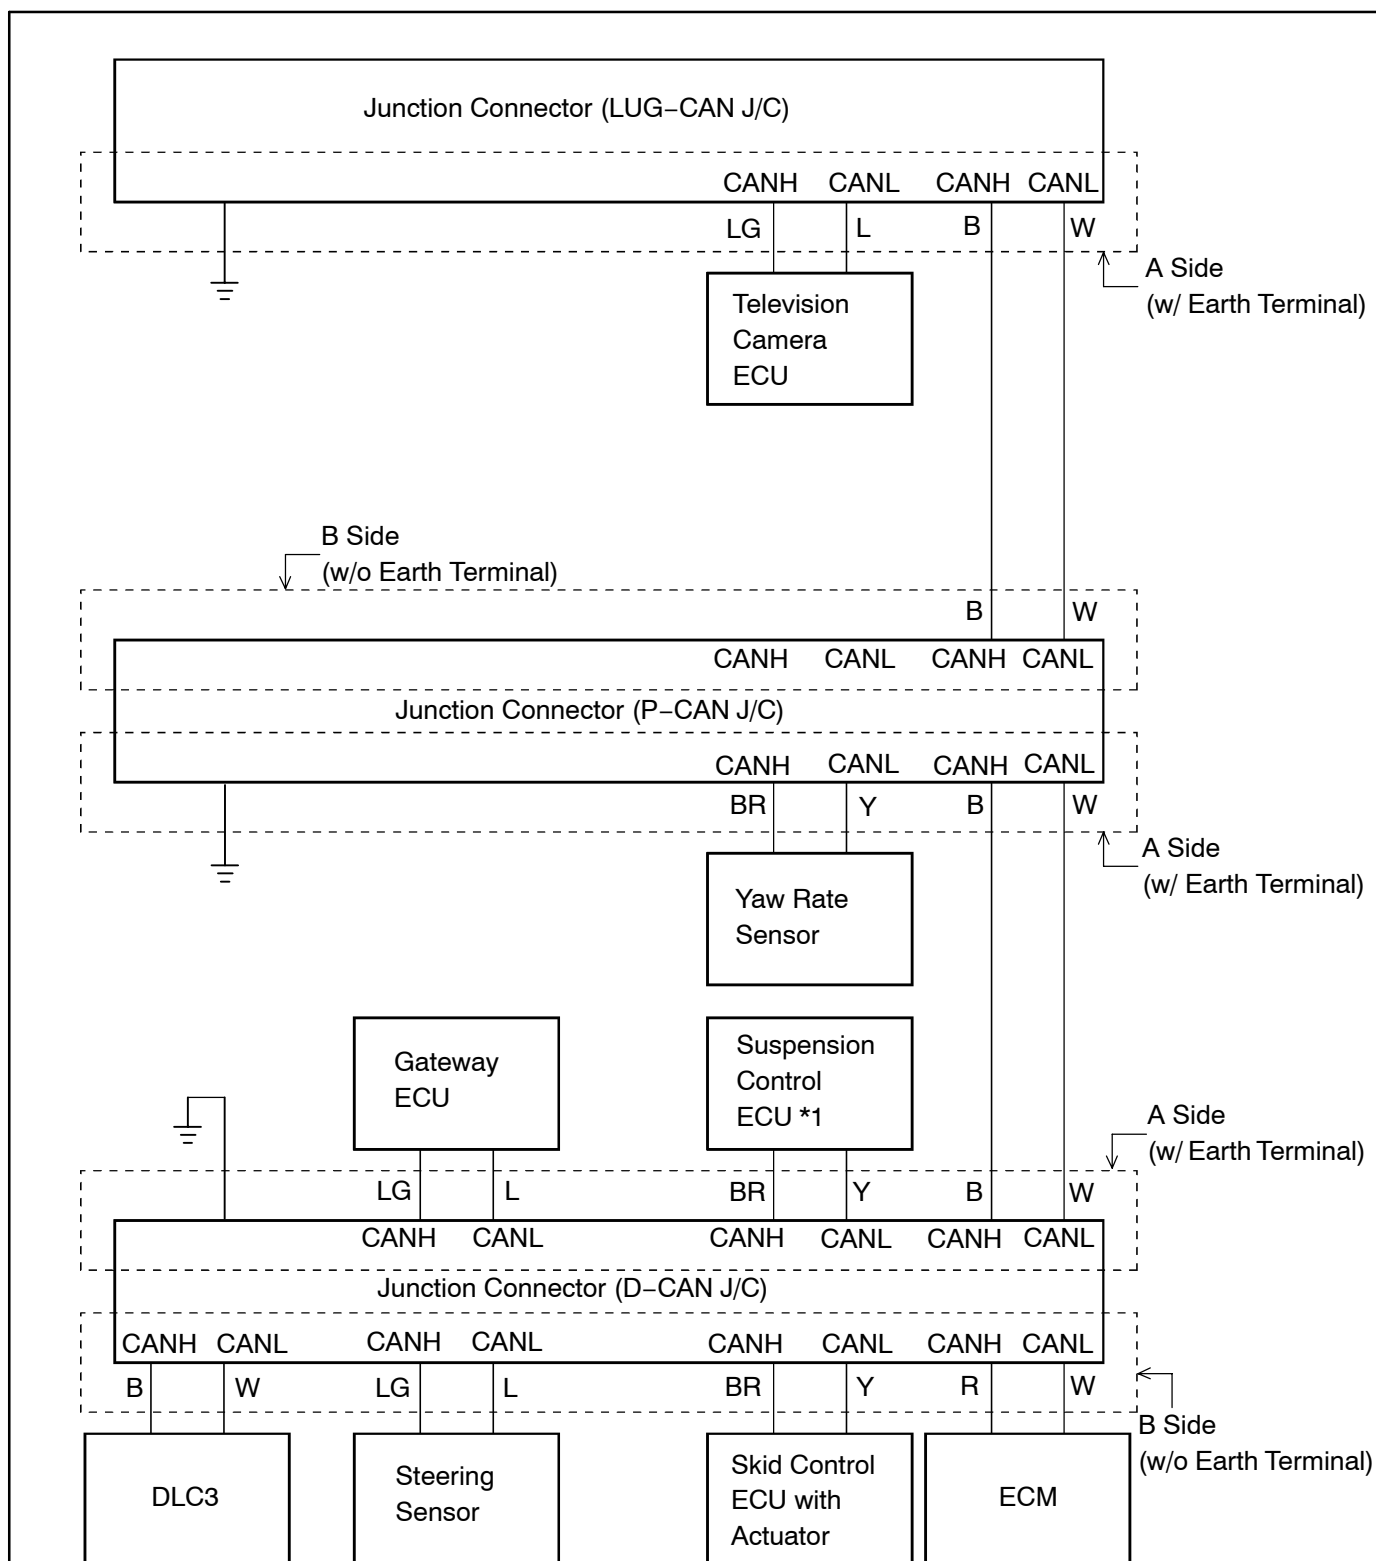 Junction Connector (LUG−CAN J/C)
CANH CANL CANH CANL
LG L B W
A Side
(w/ Earth Terminal)
Television
Camera
ECU
B Side
(w/o Earth Terminal)
B W
CANH CANL CANH CANL
Junction Connector (P−CAN J/C)
CANH CANL CANH CANL
BR Y B W
A Side
(w/ Earth Terminal)
Yaw Rate
Sensor
Gateway
ECU
Suspension
Control
ECU *1
A Side
(w/ Earth Terminal)
LG L BR Y B W
CANH CANL CANH CANL CANH CANL
Junction Connector (D−CAN J/C)
CANH CANL CANH CANL CANH CANL CANH CANL
B W LG L BR Y R W
B Side
(w/o Earth Terminal)
DLC3
Steering
Sensor
Skid Control
ECU with
Actuator
ECM